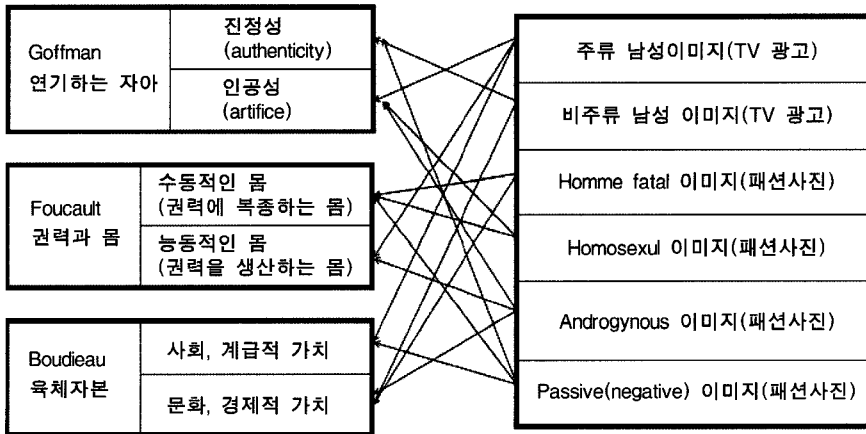 Goffman
연기하는 자아
진정성
(authenticity)
인공성
(artifice)
Foucault
권력과 몸
수동적인 몸
(권력에 복종하는 몸)
능동적인 몸
(권력을 생산하는 몸)
Boudieau
육체자본
사회, 계급적 가치
문화, 경제적 가치
주류 남성이미지(TV 광고)
비주류 남성 이미지(TV 광고)
Homme fatal 이미지(패션사진)
Homosexul 이미지(패션사진)
Androgynous 이미지(패션사진)
Passive(negative) 이미지(패션사진)